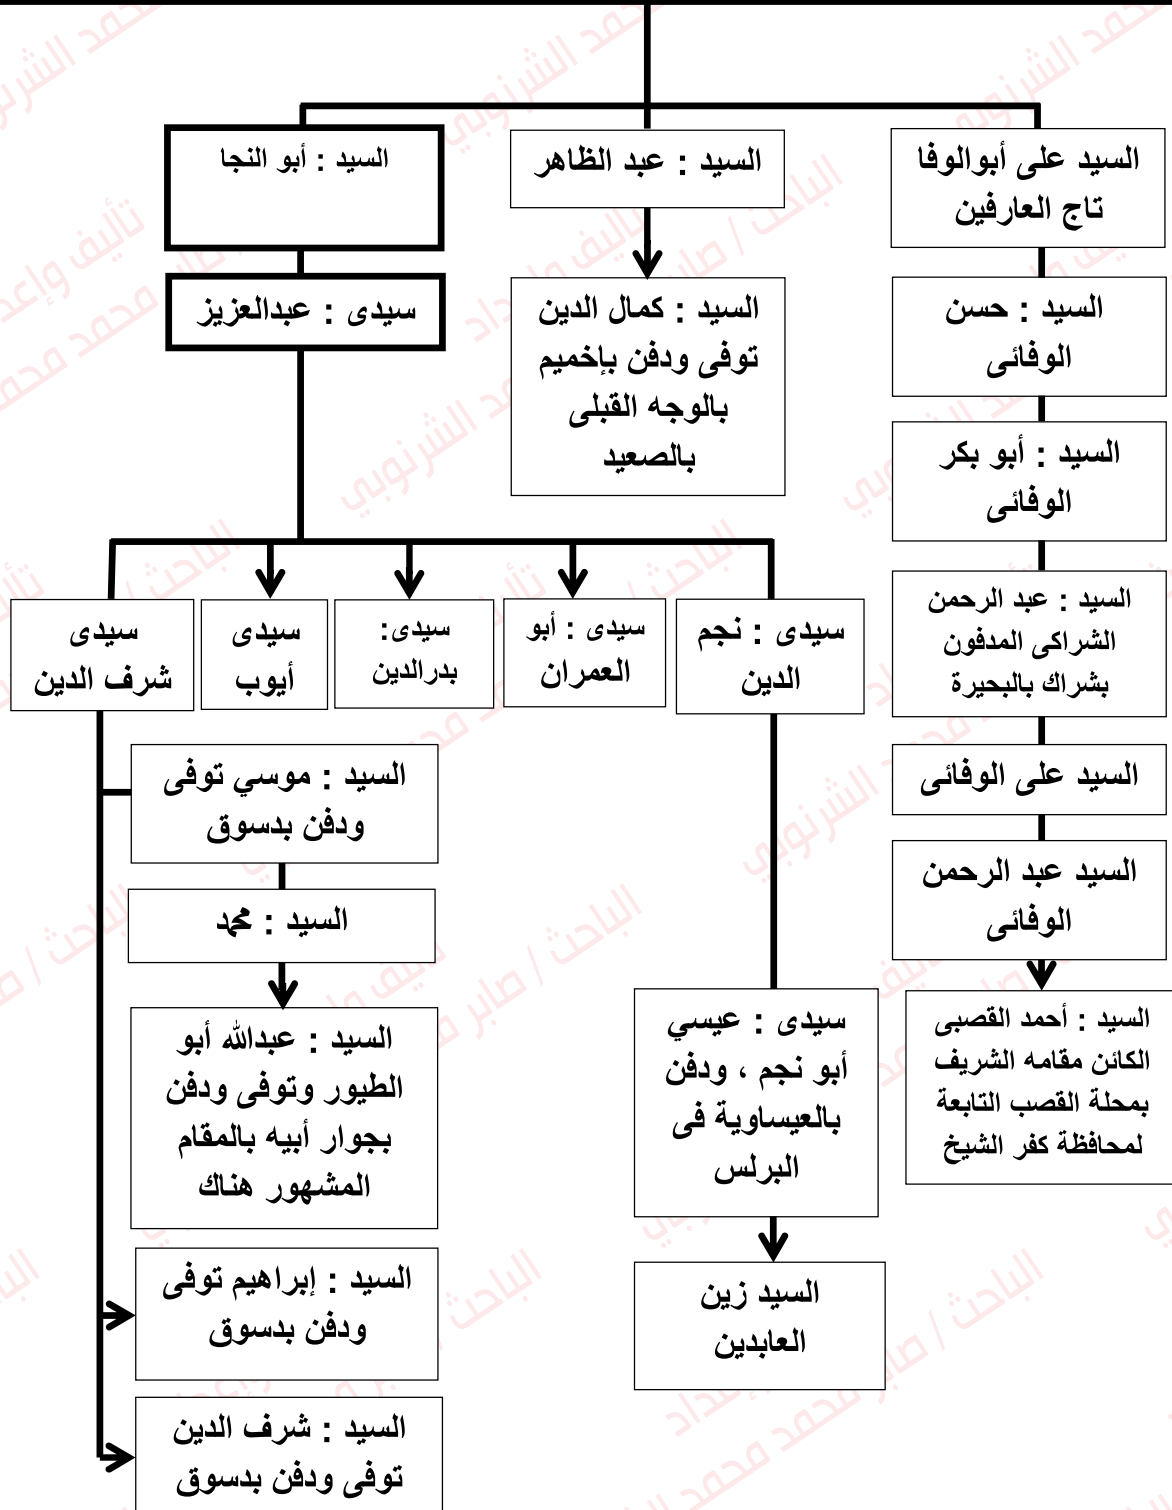 السيد على أبوالوفا
تاج العارفين
السيد : عبد الظاهر
السيد : أبو النجا
السيد : حسن
الوفائى
السيد : كمال الدين
توفى ودفن بإخميم
بالوجه القبلى
بالصعيد
سيدى : عبدالعزيز
السيد : أبو بكر
الوفائى
السيد : عبد الرحمن
الشراكى المدفون
بشراك بالبحيرة
سيدى : نجم
الدين
سيدى : أبو
العمران
سيدى:
بدرالدين
سيدى
أيوب
سيدى
شرف الدين
السيد على الوفائى
السيد عبد الرحمن
الوفائى
السيد : أحمد القصبى
الكائن مقامه الشريف
بمحلة القصب التابعة
لمحافظة كفر الشيخ
سيدى : عيسي
أبو نجم ، ودفن
بالعيساوية فى
البرلس
السيد زين
العابدين
السيد : موسي توفى
ودفن بدسوق
السيد : محمد
السيد : عبدالله أبو
الطيور وتوفى ودفن
بجوار أبيه بالمقام
المشهور هناك
السيد : إبراهيم توفى
ودفن بدسوق
السيد : شرف الدين
توفى ودفن بدسوق